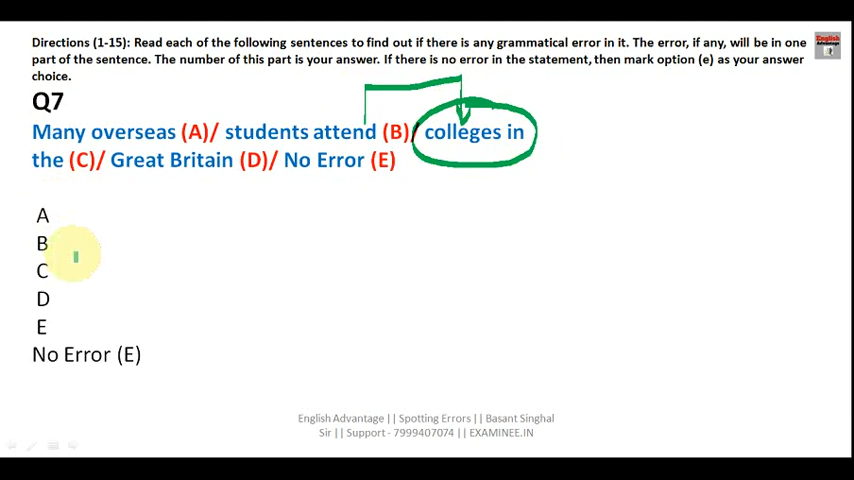 Directions (1-15): Read each of the following sentences to find out if there is any grammatical error in it. The error, if any, will be in one
part of the sentence. The number of this part is your answer. If there is no error in the statement, then mark option (e) as your answer
choice.
English
Advantage
Q7
Many overseas (A)/ students attend (B)/ colleges in
the (C)/ Great Britain (D)/ No Error (E)
A
B
C
D
E
No Error (E)
English Advantage || Spotting Errors || Basant Singhal
Sir || Support - 7999407074 || EXAMINEE.IN